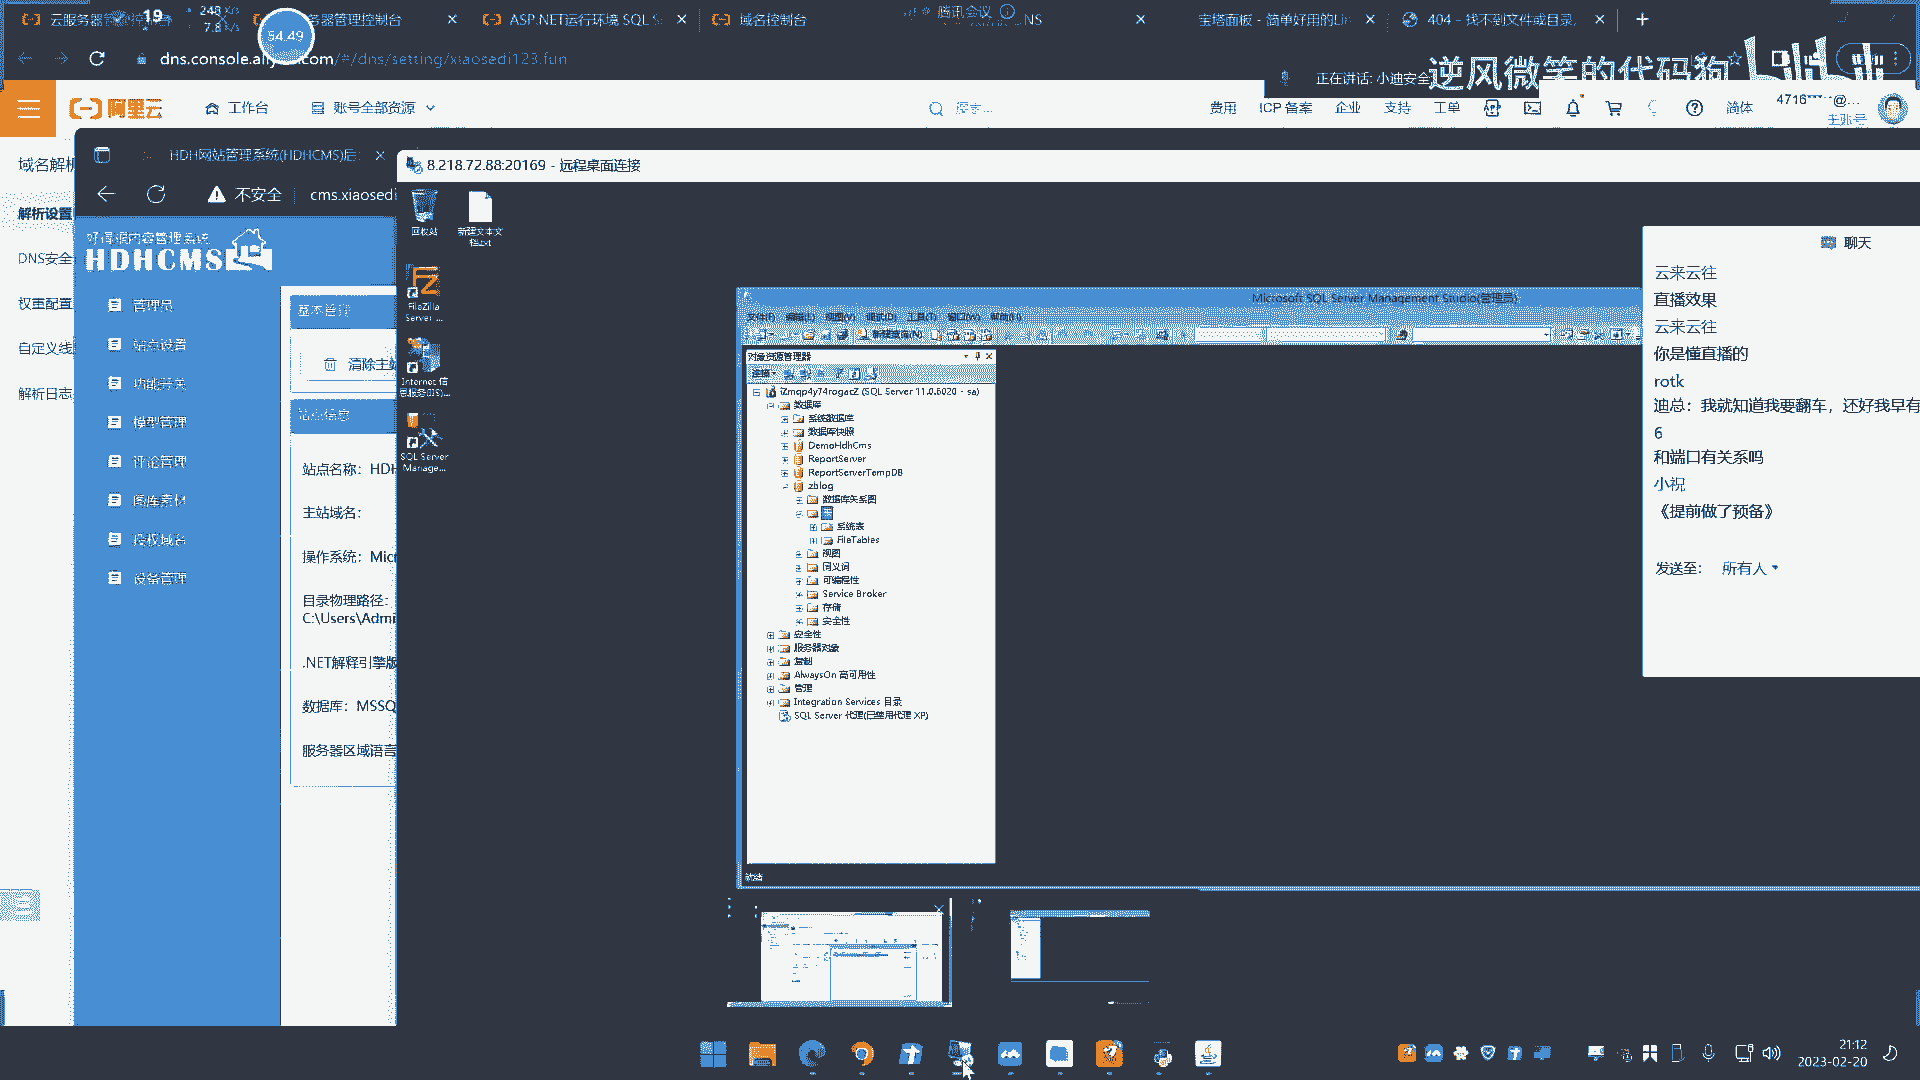 云服务器管理控制台
19
248 K/s
7.8 K/s
54.49
务器管理控制台
ASP.NET运行环境 SQL S
域名控制台
腾讯会议
NS
宝塔面板 - 简单好用的Lin
404 - 找不到文件或目录.
dns.console.aliy
.com/#/dns/setting/xiaosedi123.fun
正在讲话: 小迪安全
逆风微笑的代码狗
阿里云
工作台
账号全部资源
搜索...
费用
ICP 备案
企业
支持
工单
简体
4716****@...
主账号
域名解析
解析设置
DNS安全
权重配置
自定义线
解析日志
HDH网站管理系统(HDHCMS)后
不安全
cms.xiaosedi
好得很内容管理系统
HDHCMS
管理员
站点设置
功能开关
模型管理
评论管理
图库素材
授权域名
设备管理
基本管理
清除主站
站点信息
站点名称：HDH
主站域名：
操作系统：Micr
目录物理路径：
C:\Users\Admi
.NET解释引擎版
数据库：MSSQ
服务器区域语言
8.218.72.88:20169 - 远程桌面连接
回收站
新建文本文
档.txt
FileZilla
Server ...
Internet 信
息服务(IIS)...
SQL Server
Manage...
Microsoft SQL Server Management Studio(管理员)
文件(F)
编辑(E)
视图(V)
调试(D)
工具(T)
窗口(W)
帮助(H)
新建查询(N)
对象资源管理器
连接
iZmqp4y74rogacZ (SQL Server 11.0.6020 - sa)
数据库
系统数据库
数据库快照
DemoHdhCms
ReportServer
ReportServerTempDB
zblog
数据库关系图
表
系统表
FileTables
视图
同义词
可编程性
Service Broker
存储
安全性
安全性
服务器对象
复制
AlwaysOn 高可用性
管理
Integration Services 目录
SQL Server 代理(已禁用代理 XP)
就绪
聊天
云来云往
直播效果
云来云往
你是懂直播的
rotk
迪总：我就知道我要翻车，还好我早有
6
和端口有关系吗
小祝
《提前做了预备》
发送至：
所有人
21:12
2023-02-20